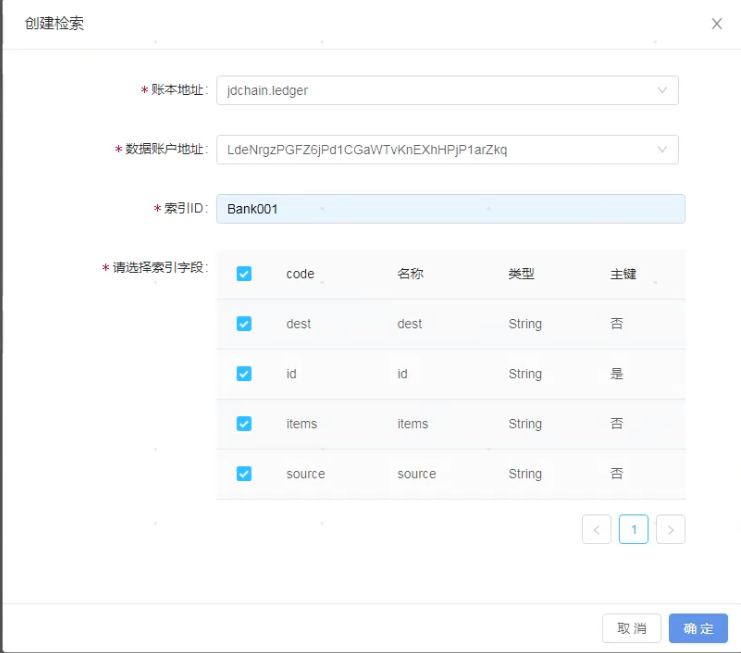 创建检索
* 账本地址: jdchain.ledger
* 数据账户地址: LdeNrgzPGFZ6jPd1CGaWTvKnEXhHPjP1arZkq
* 索引ID: Bank001
* 请选择索引字段: code 名称 类型 主键
dest dest String 否
id id String 是
items items String 否
source source String 否
< 1 >
取消 确定